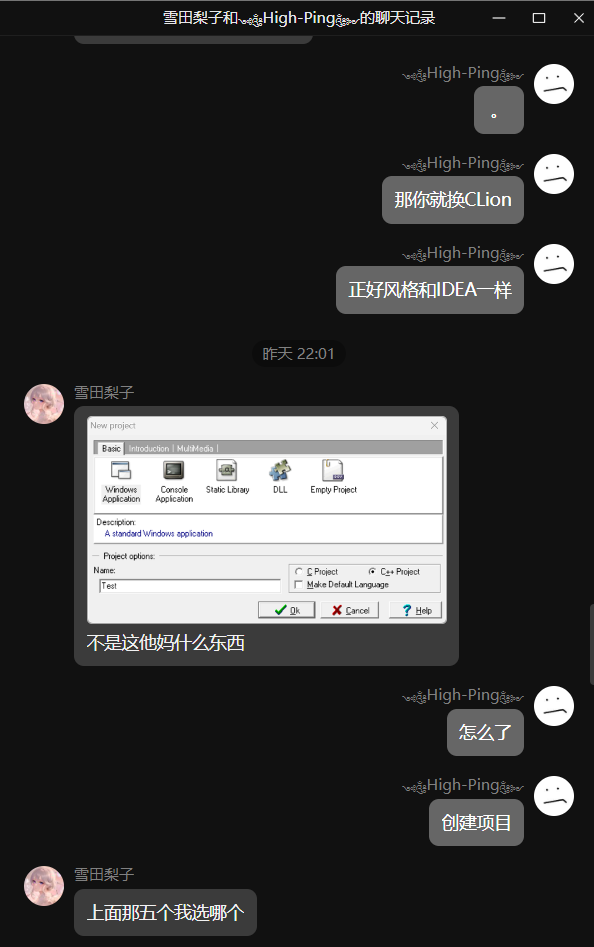 雪田梨子和࿐ཉི།High-Ping།ཉྀ࿐的聊天记录
High-Ping
。
High-Ping
那你就换CLion
High-Ping
正好风格和IDEA一样
昨天 22:01
雪田梨子
New project
Basic Introduction MultiMedia
Windows Application
Console Application
Static Library
DLL
Empty Project
Description:
A standard Windows application
Project options:
Name:
Test
C Project
C++ Project
Make Default Language
Ok
Cancel
Help
不是这他妈什么东西
High-Ping
怎么了
High-Ping
创建项目
雪田梨子
上面那五个我选哪个